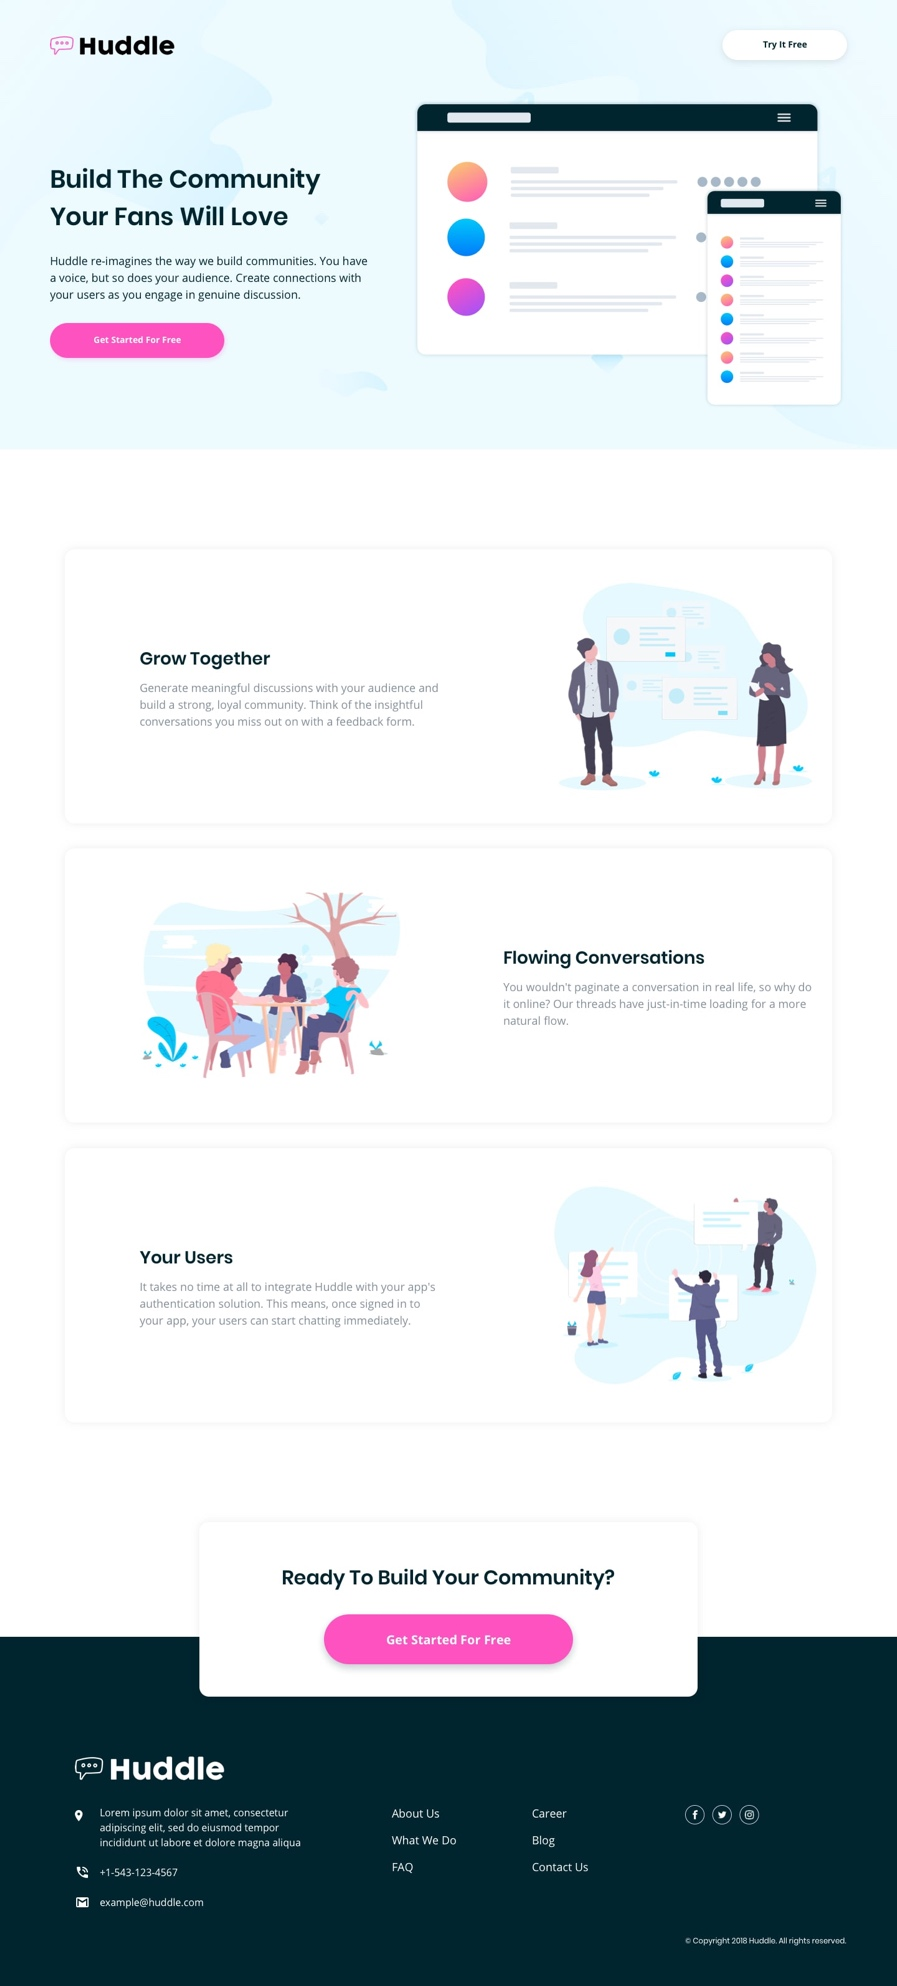 Huddle
Try It Free
Build The Community
Your Fans Will Love
Huddle re-imagines the way we build communities. You have
a voice, but so does your audience. Create connections with
your users as you engage in genuine discussion.
Get Started For Free
Grow Together
Generate meaningful discussions with your audience and
build a strong, loyal community. Think of the insightful
conversations you miss out on with a feedback form.
Flowing Conversations
You wouldn't paginate a conversation in real life, so why do
it online? Our threads have just-in-time loading for a more
natural flow.
Your Users
It takes no time at all to integrate Huddle with your app's
authentication solution. This means, once signed in to
your app, your users can start chatting immediately.
Ready To Build Your Community?
Get Started For Free
Huddle
Lorem ipsum dolor sit amet, consectetur
adipiscing elit, sed do eiusmod tempor
incididunt ut labore et dolore magna aliqua
+1-543-123-4567
example@huddle.com
About Us
What We Do
FAQ
Career
Blog
Contact Us
© Copyright 2018 Huddle. All rights reserved.